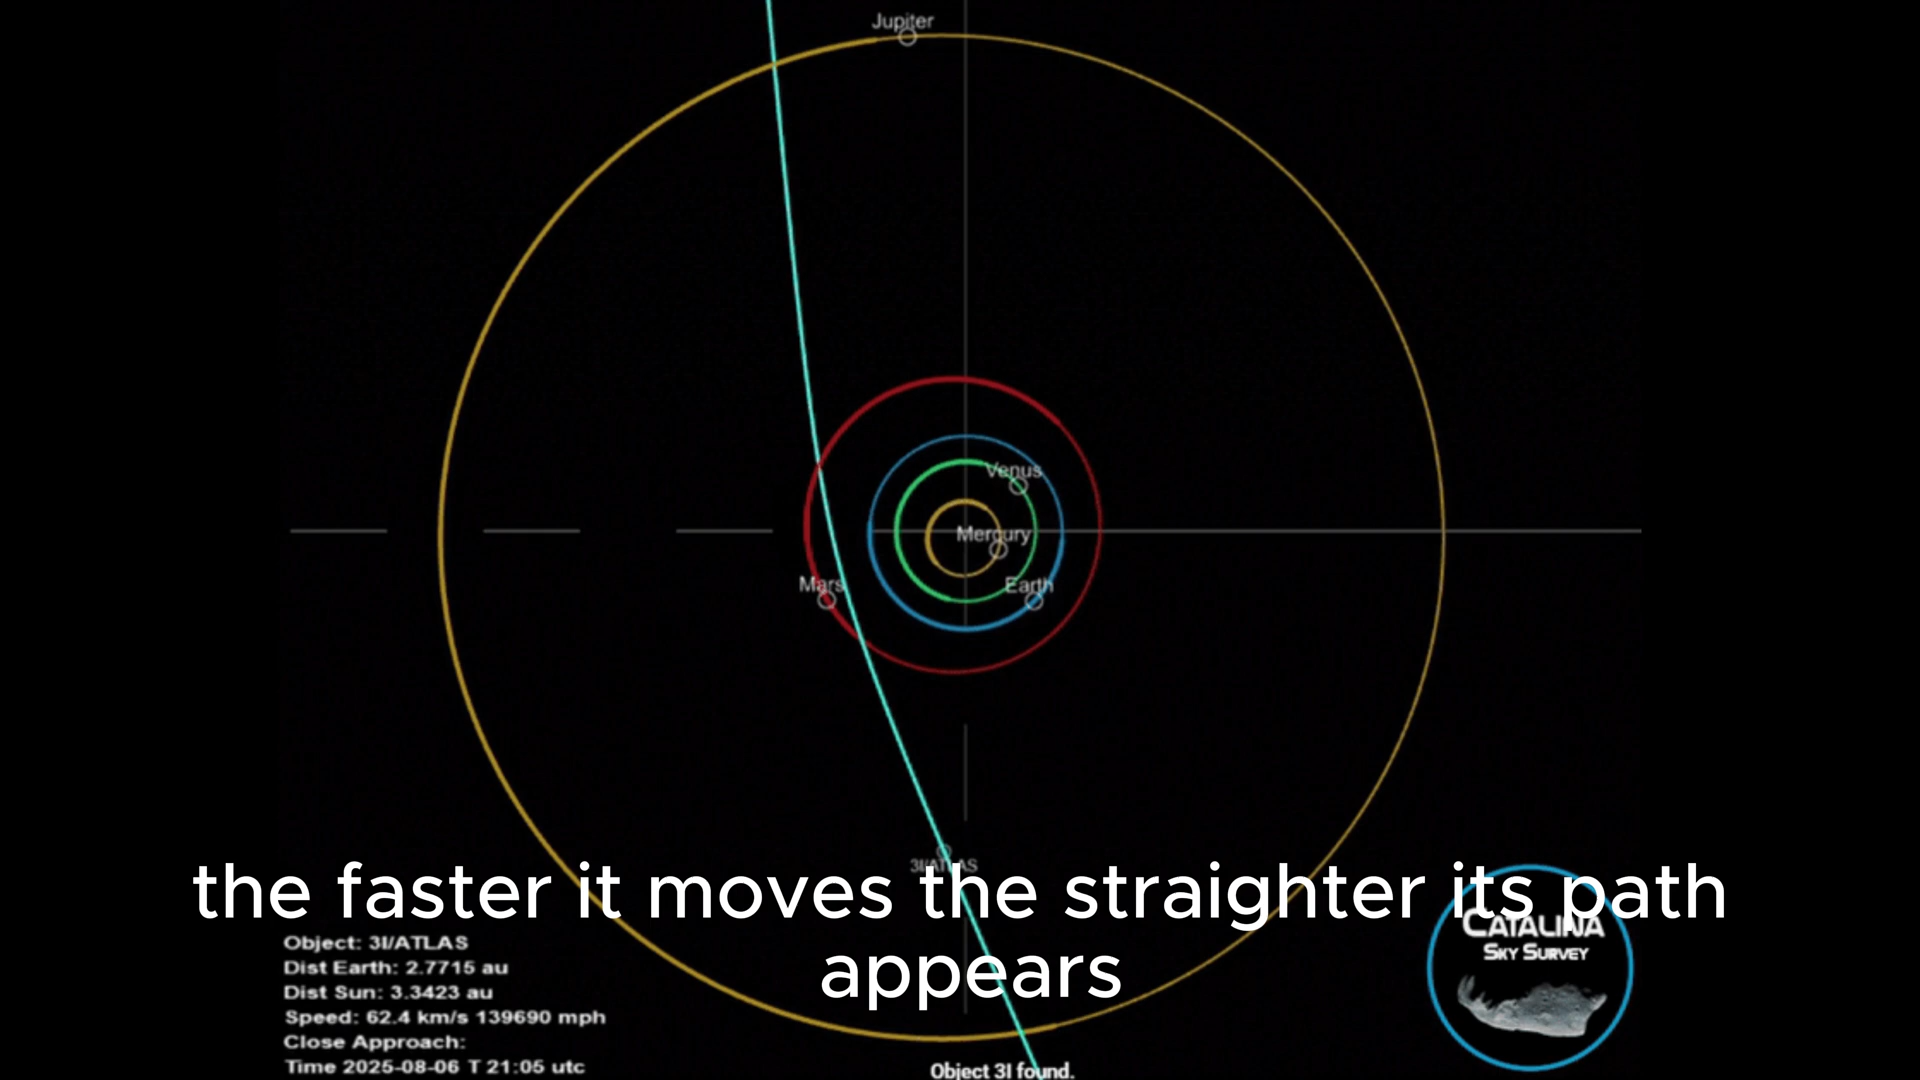 Jupiter
Venus
Mercury
Mars
Earth
3I/ATLAS
the faster it moves the straighter its path
appears
CATALINA
SKY SURVEY
Object: 3I/ATLAS
Dist Earth: 2.7715 au
Dist Sun: 3.3423 au
Speed: 62.4 km/s 139690 mph
Close Approach:
Time 2025-08-06 T 21:05 utc
Object 3I found.